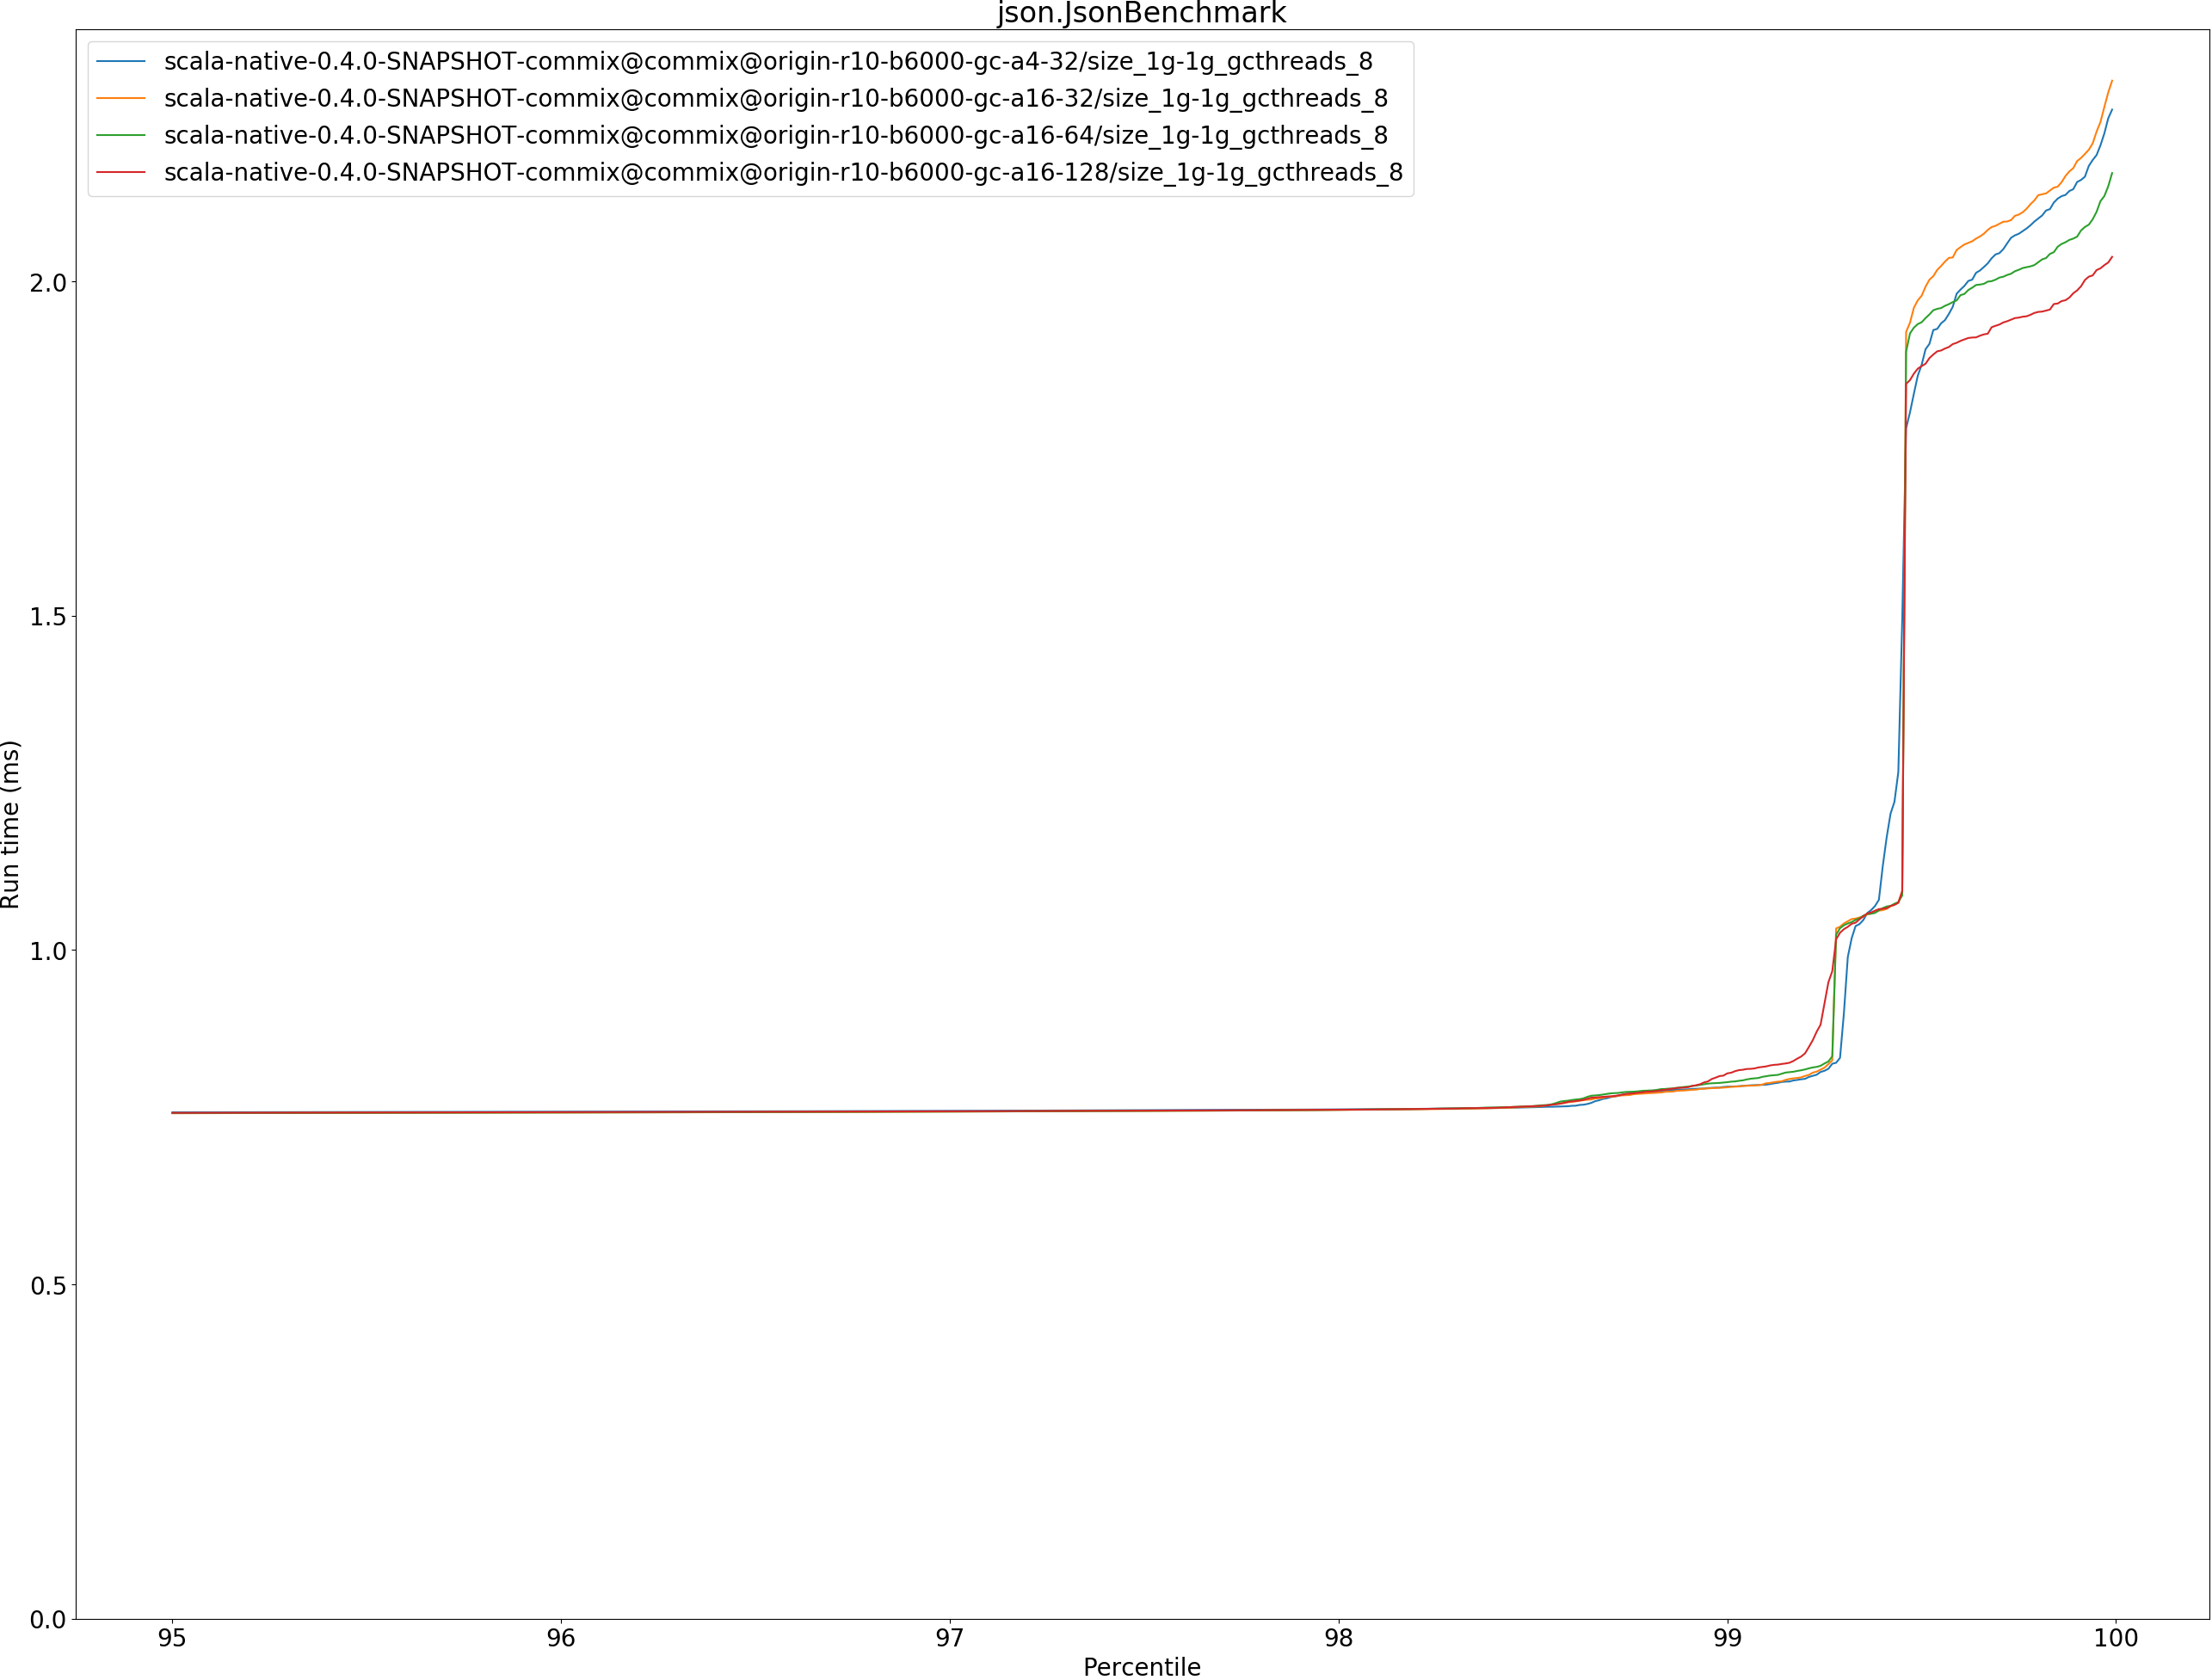 json.JsonBenchmark
scala-native-0.4.0-SNAPSHOT-commix@commix@origin-r10-b6000-gc-a4-32/size_1g-1g_gcthreads_8
scala-native-0.4.0-SNAPSHOT-commix@commix@origin-r10-b6000-gc-a16-32/size_1g-1g_gcthreads_8
scala-native-0.4.0-SNAPSHOT-commix@commix@origin-r10-b6000-gc-a16-64/size_1g-1g_gcthreads_8
scala-native-0.4.0-SNAPSHOT-commix@commix@origin-r10-b6000-gc-a16-128/size_1g-1g_gcthreads_8
2.0
1.5
1.0
0.5
0.0
Run time (ms)
95 96 97 98 99 100
Percentile